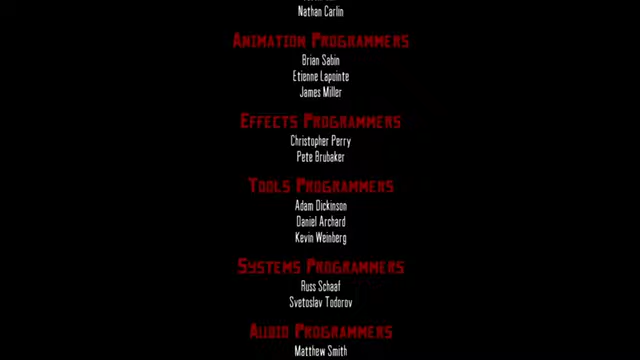 Nathan Carlin
Animation Programmers
Brian Sabin
Etienne Lapointe
James Miller
Effects Programmers
Christopher Perry
Pete Brubaker
Tools Programmers
Adam Dickinson
Daniel Archard
Kevin Weinberg
Systems Programmers
Russ Schaaf
Svetoslav Todorov
Audio Programmers
Matthew Smith